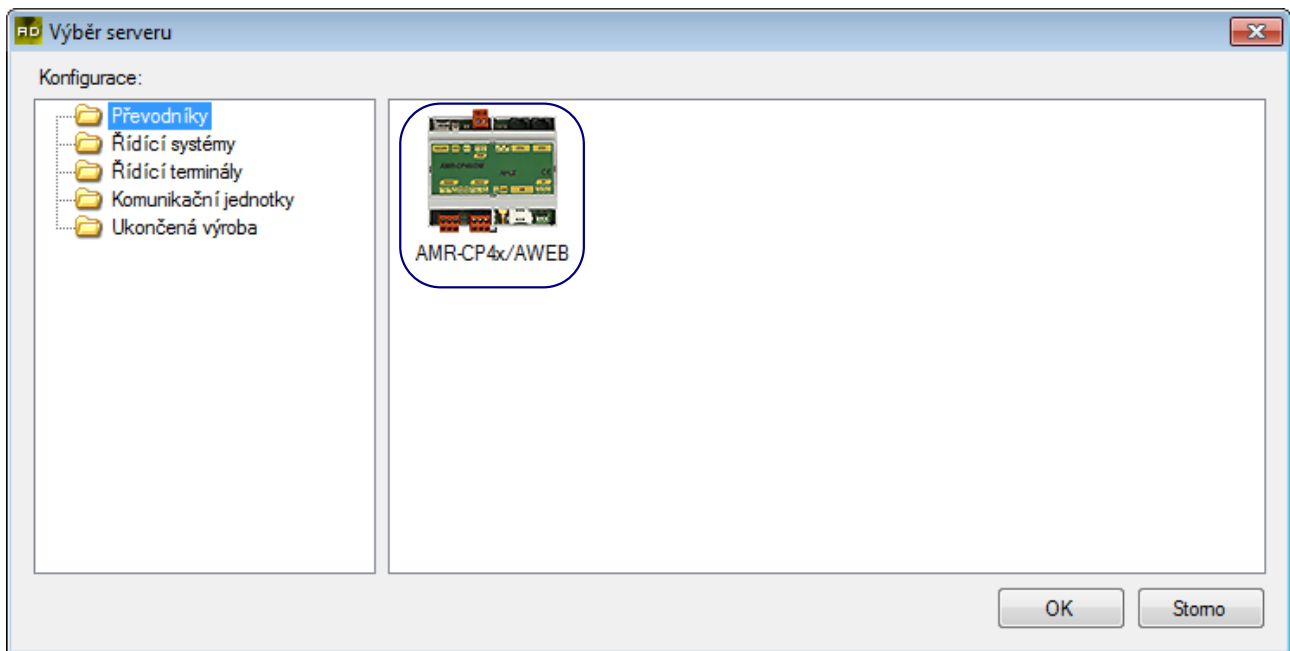 RD Výběr serveru
Konfigurace:
Převodníky
Řídící systémy
Řídící terminály
Komunikační jednotky
Ukončená výroba
AMR-CP4x/AWEB
OK
Storno